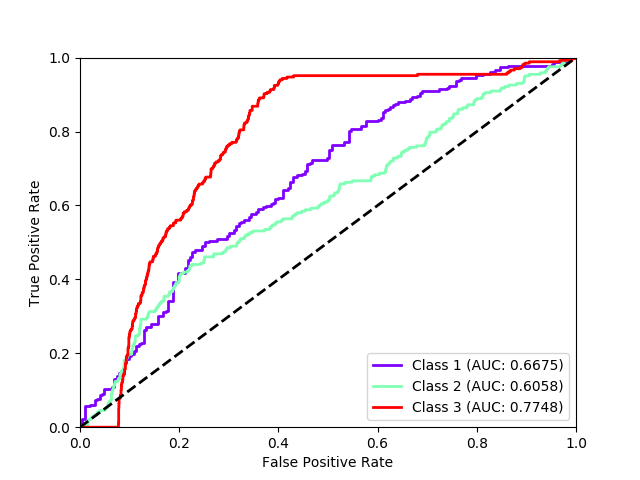 1.0
0.8
0.6
0.4
0.2
0.0
True Positive Rate
Class 1 (AUC: 0.6675)
Class 2 (AUC: 0.6058)
Class 3 (AUC: 0.7748)
0.0 0.2 0.4 0.6 0.8 1.0
False Positive Rate